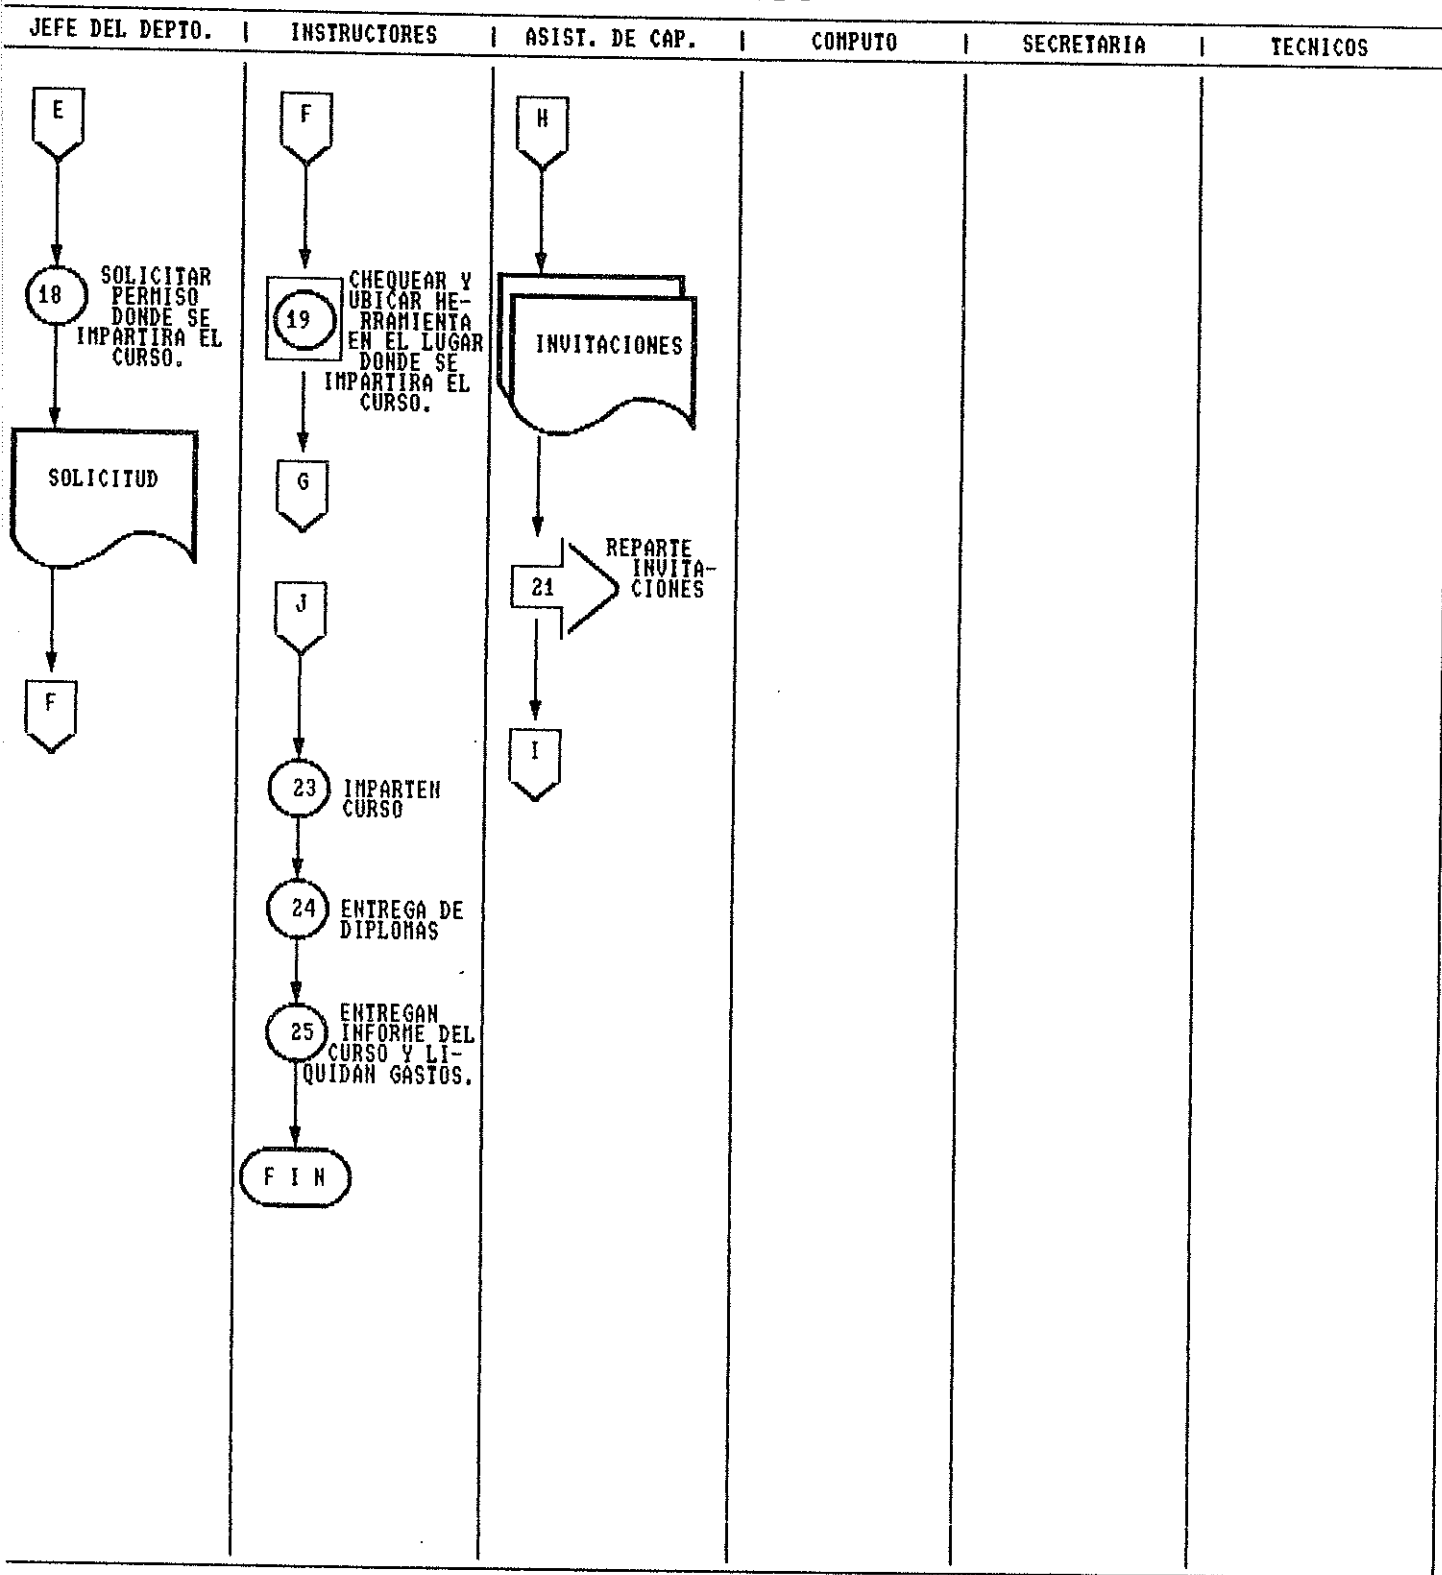 JEFE DEL DEPTO. | INSTRUCTORES | ASIST. DE CAP. | COMPUTO | SECRETARIA | TECNICOS
E
18
SOLICITAR
PERMISO
DONDE SE
IMPARTIRA EL
CURSO.
SOLICITUD
F
F
19
CHEQUEAR Y
UBICAR HE-
RRAMIENTA
EN EL LUGAR
DONDE SE
IMPARTIRA EL
CURSO.
G
J
23
IMPARTEN
CURSO
24
ENTREGA DE
DIPLOMAS
25
ENTREGAN
INFORME DEL
CURSO Y LI-
QUIDAN GASTOS.
F I N
H
INVITACIONES
21
REPARTE
INVITA-
CIONES
I